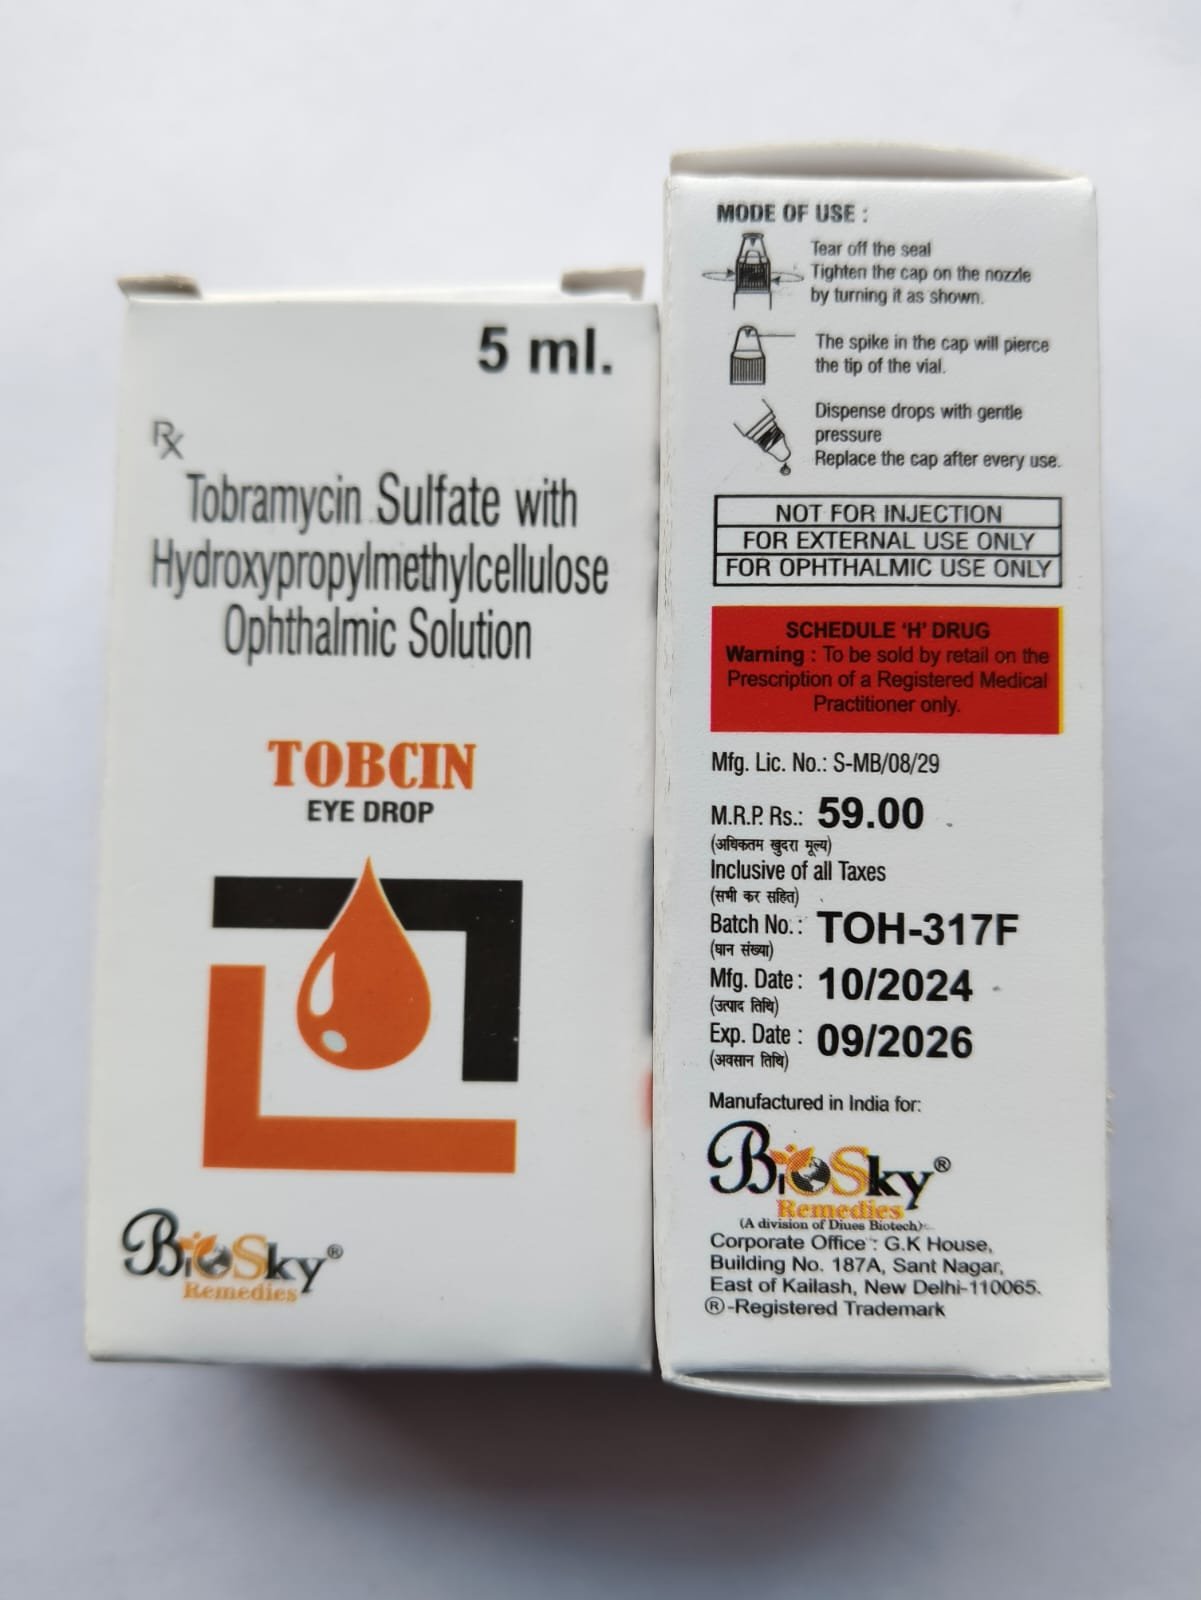 5 ml.
Rx
Tobramycin Sulfate with
Hydroxypropylmethylcellulose
Ophthalmic Solution
TOBCIN
EYE DROP
BioSky®
Remedies
MODE OF USE :
Tear off the seal
Tighten the cap on the nozzle
by turning it as shown.
The spike in the cap will pierce
the tip of the vial.
Dispense drops with gentle
pressure
Replace the cap after every use.
NOT FOR INJECTION
FOR EXTERNAL USE ONLY
FOR OPHTHALMIC USE ONLY
SCHEDULE 'H' DRUG
Warning : To be sold by retail on the
Prescription of a Registered Medical
Practitioner only.
Mfg. Lic. No.: S-MB/08/29
M.R.P. Rs.: 59.00
(अधिकतम खुदरा मूल्य)
Inclusive of all Taxes
(सभी कर सहित)
Batch No.: TOH-317F
(घान संख्या)
Mfg. Date : 10/2024
(उत्पाद तिथि)
Exp. Date : 09/2026
(अवसान तिथि)
Manufactured in India for:
BioSky®
Remedies
(A division of Diues Biotech)
Corporate Office : G.K House,
Building No. 187A, Sant Nagar,
East of Kailash, New Delhi-110065.
®-Registered Trademark